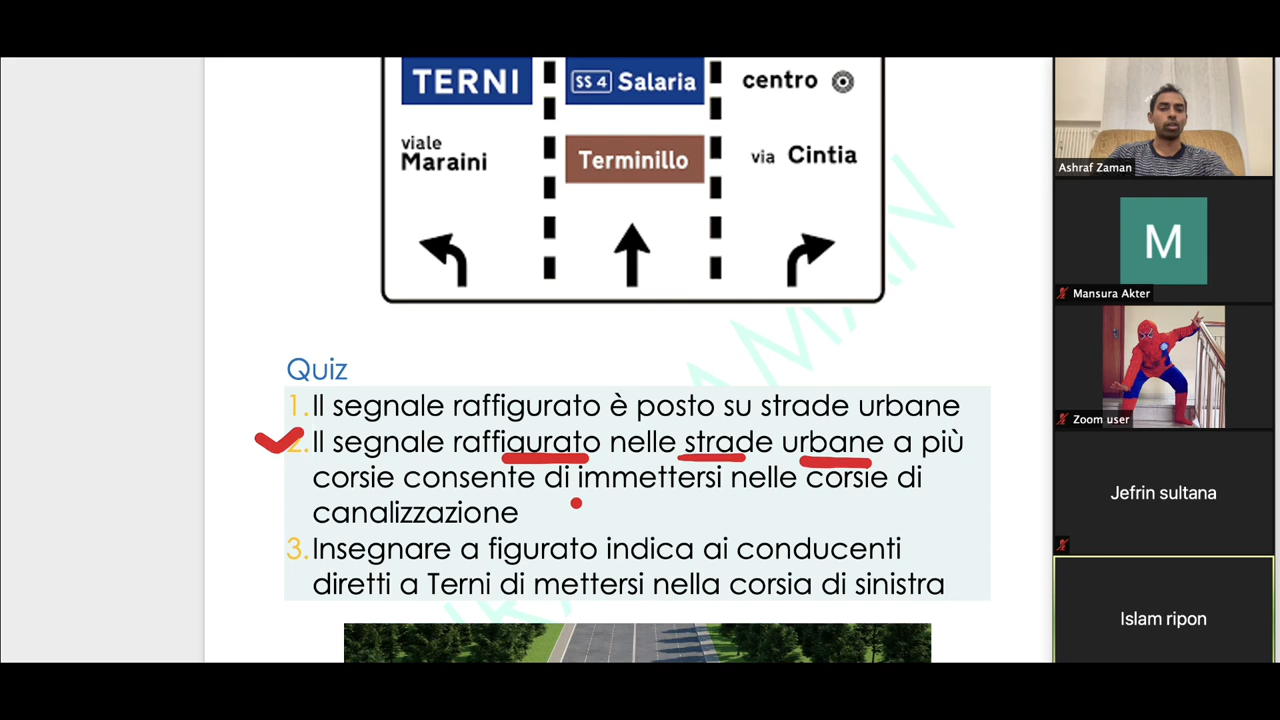 TERNI
SS 4 Salaria
centro
viale
Maraini
Terminillo
via Cintia
Ashraf Zaman
M
Mansura Akter
Zoom user
Jefrin sultana
Islam ripon
Quiz
1. Il segnale raffigurato è posto su strade urbane
2. Il segnale raffigurato nelle strade urbane a più
corsie consente di immettersi nelle corsie di
canalizzazione
3. Insegnare a figurato indica ai conducenti
diretti a Terni di mettersi nella corsia di sinistra